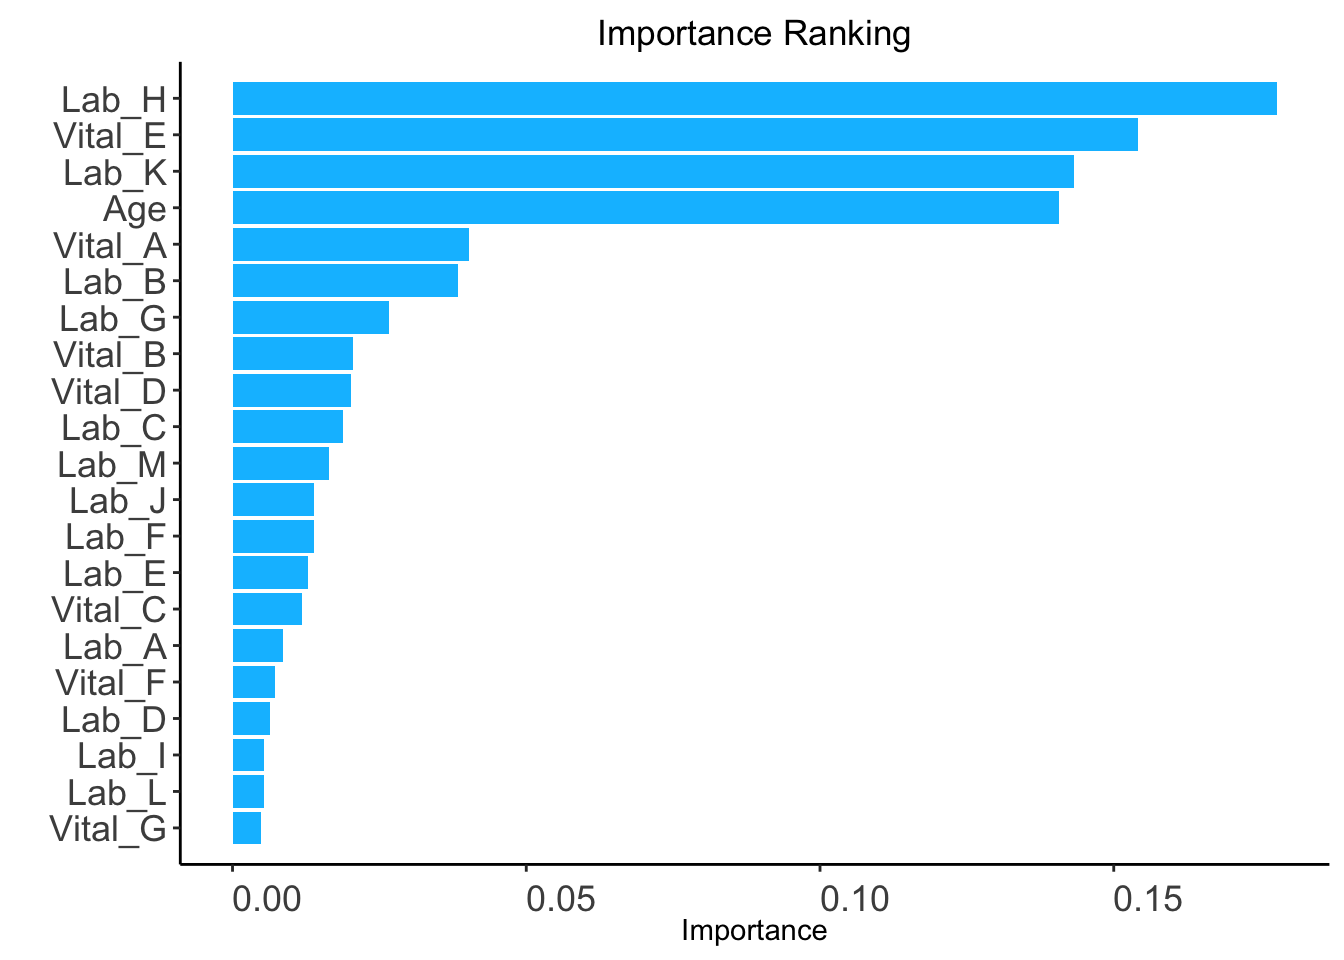 Importance Ranking
Lab_H
Vital_E
Lab_K
Age
Vital_A
Lab_B
Lab_G
Vital_B
Vital_D
Lab_C
Lab_M
Lab_J
Lab_F
Lab_E
Vital_C
Lab_A
Vital_F
Lab_D
Lab_I
Lab_L
Vital_G
0.00 0.05 0.10 0.15
Importance